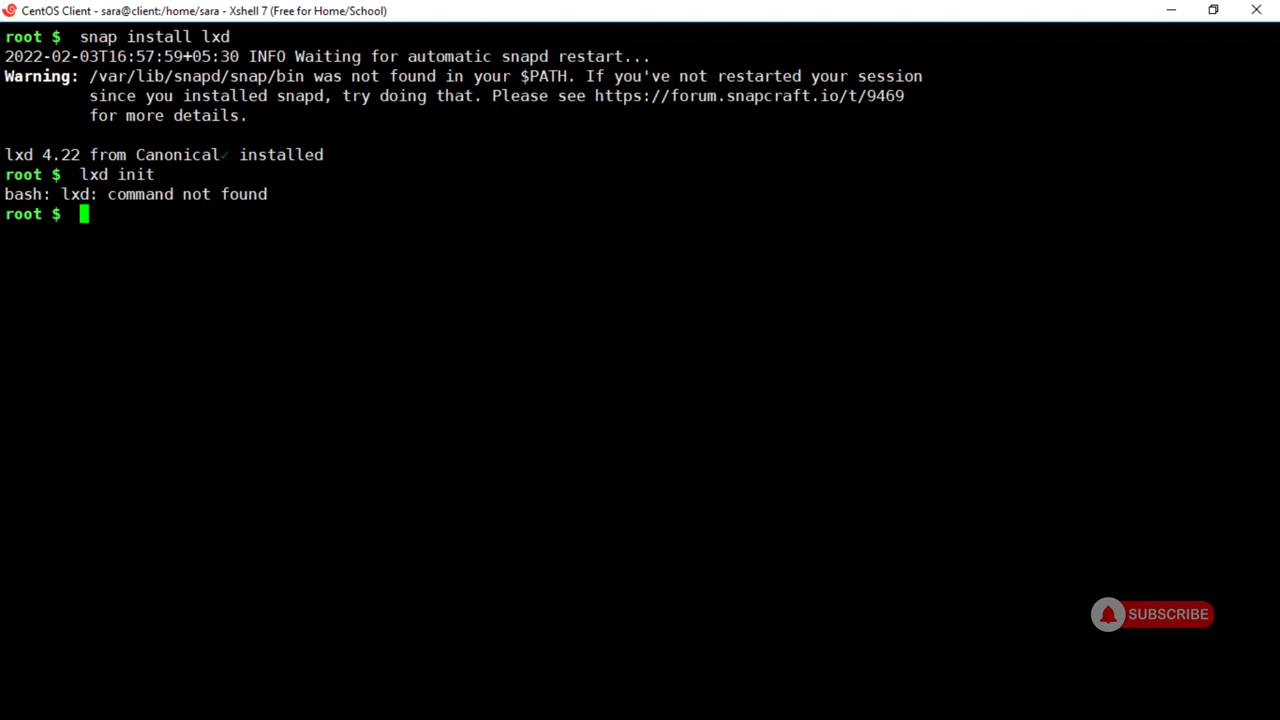 CentOS Client - sara@client:/home/sara - Xshell 7 (Free for Home/School)
root $  snap install lxd
2022-02-03T16:57:59+05:30 INFO Waiting for automatic snapd restart...
Warning: /var/lib/snapd/snap/bin was not found in your $PATH. If you've not restarted your session
         since you installed snapd, try doing that. Please see https://forum.snapcraft.io/t/9469
         for more details.
lxd 4.22 from Canonical✓ installed
root $  lxd init
bash: lxd: command not found
root $
SUBSCRIBE